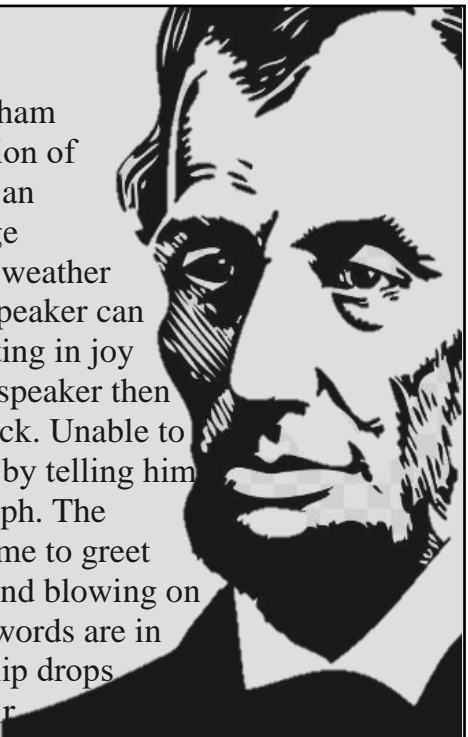 ham
ion of
an
ge
weather
peaker can
ting in joy
speaker then
ck. Unable to
by telling him
ph. The
me to greet
nd blowing on
words are in
ip drops
r